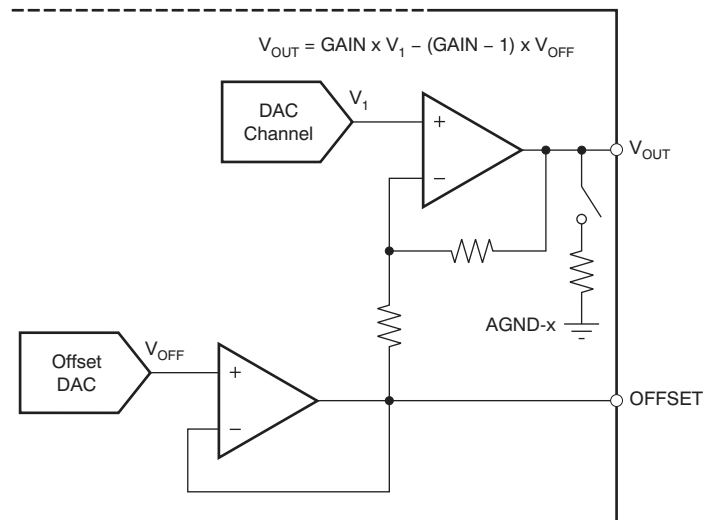 V_OUT = GAIN x V_1 – (GAIN – 1) x V_OFF
DAC
Channel
V_1
+
–
V_OUT
AGND-x
Offset
DAC
V_OFF
+
–
OFFSET